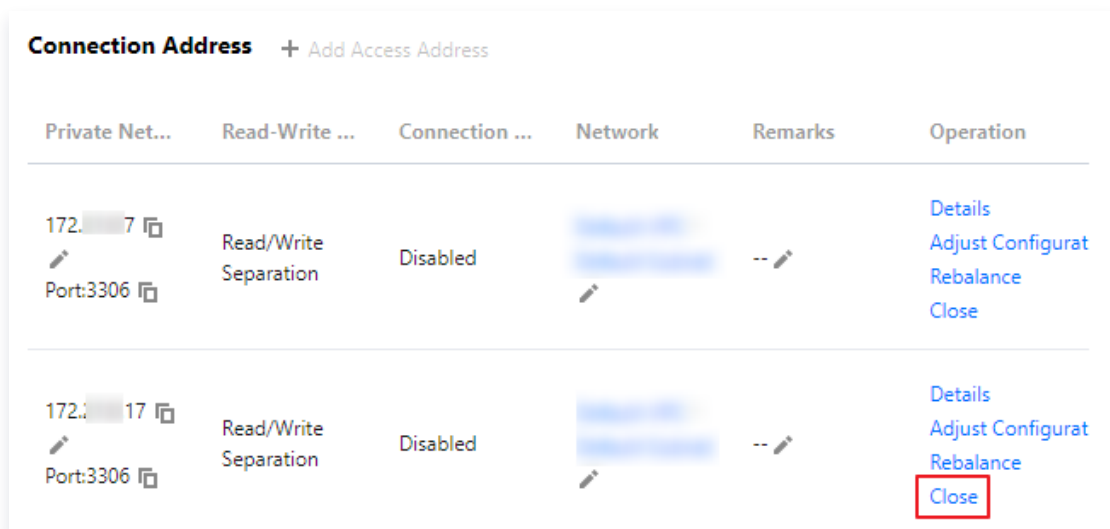 Connection Address + Add Access Address
Private Net... Read-Write ... Connection ... Network Remarks Operation
172. 7
Port:3306
Read/Write
Separation
Disabled
--
Details
Adjust Configurat
Rebalance
Close
172. 17
Port:3306
Read/Write
Separation
Disabled
--
Details
Adjust Configurat
Rebalance
Close